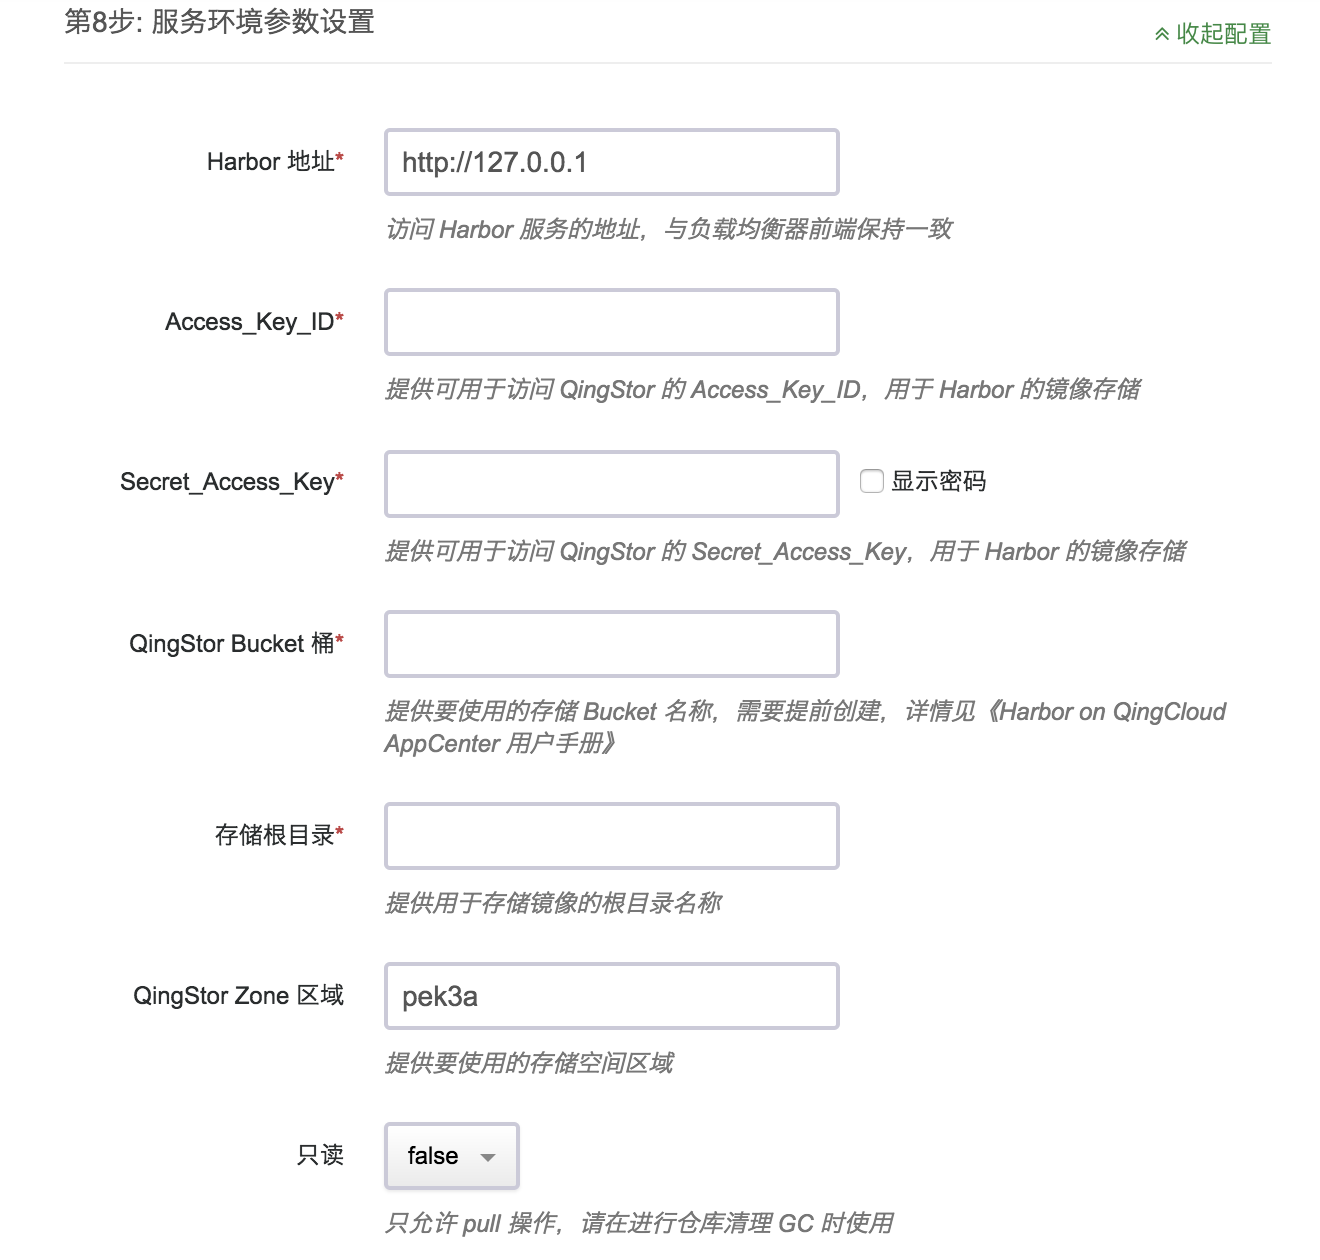 第8步: 服务环境参数设置
收起配置
Harbor 地址*
http://127.0.0.1
访问 Harbor 服务的地址，与负载均衡器前端保持一致
Access_Key_ID*
提供可用于访问 QingStor 的 Access_Key_ID，用于 Harbor 的镜像存储
Secret_Access_Key*
显示密码
提供可用于访问 QingStor 的 Secret_Access_Key，用于 Harbor 的镜像存储
QingStor Bucket 桶*
提供要使用的存储 Bucket 名称，需要提前创建，详情见《Harbor on QingCloud
AppCenter 用户手册》
存储根目录*
提供用于存储镜像的根目录名称
QingStor Zone 区域
pek3a
提供要使用的存储空间区域
只读
false
只允许 pull 操作，请在进行仓库清理 GC 时使用